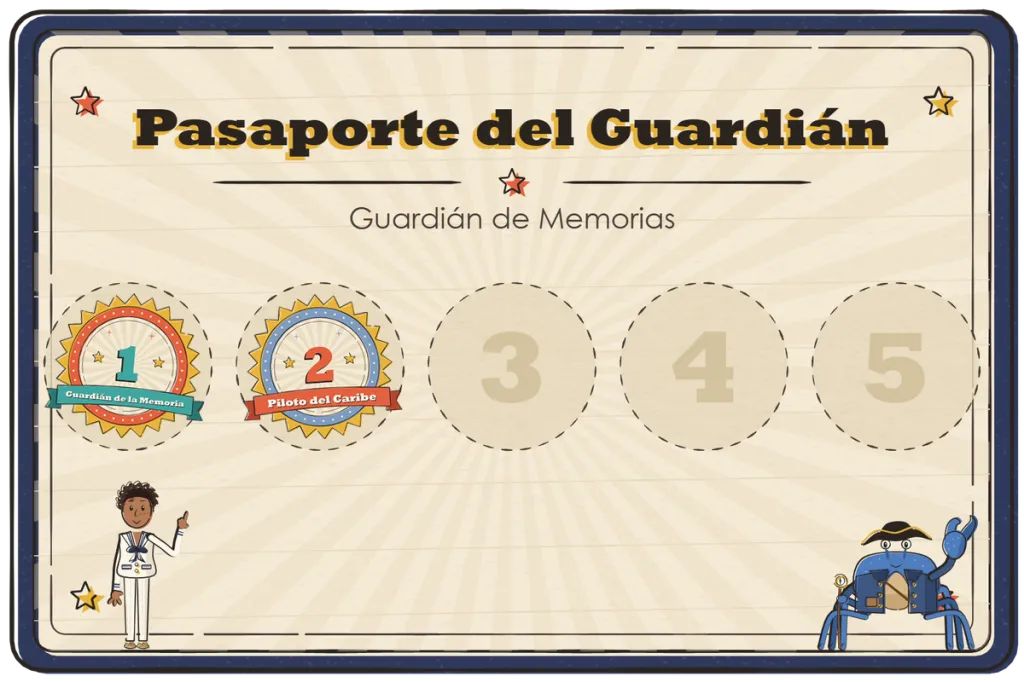 Pasaporte del Guardián
Guardián de Memorias
1
Guardián de la Memoria
2
Piloto del Caribe
3
4
5